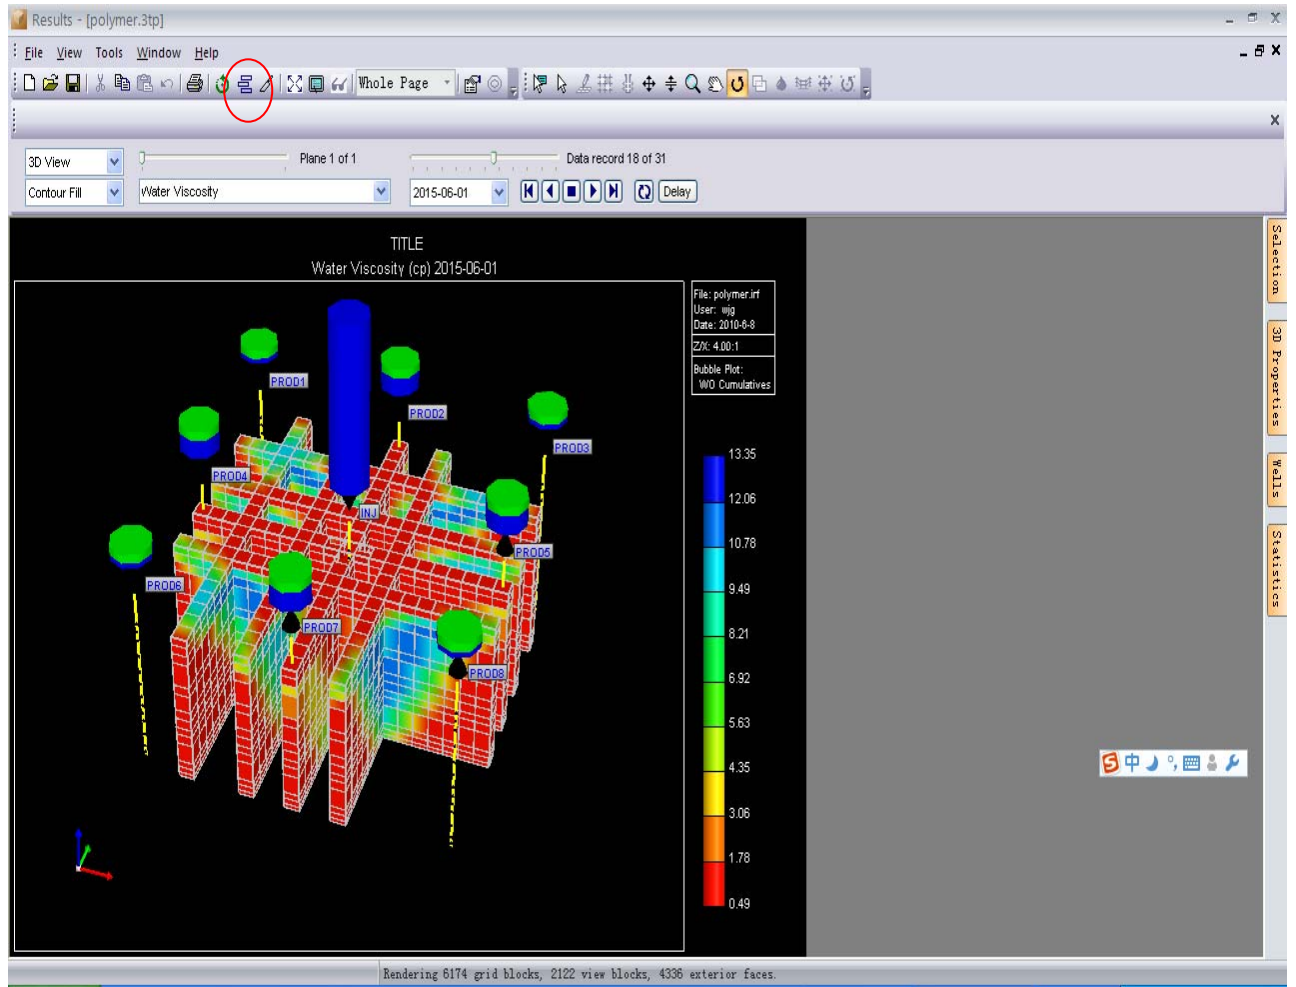 Results - [polymer.3tp]
File View Tools Window Help
Whole Page
3D View
Plane 1 of 1
Data record 18 of 31
Contour Fill
Water Viscosity
2015-06-01
Delay
TITLE
Water Viscosity (cp) 2015-06-01
File: polymer.irf
User: wjg
Date: 2010-6-8
Z/X: 4.00:1
Bubble Plot:
WO Cumulatives
PROD1
PROD2
PROD3
PROD4
INJ
PROD5
PROD6
PROD7
PROD8
13.35
12.06
10.78
9.49
8.21
6.92
5.63
4.35
3.06
1.78
0.49
Selection
3D Properties
Wells
Statistics
中
Rendering 6174 grid blocks, 2122 view blocks, 4336 exterior faces.